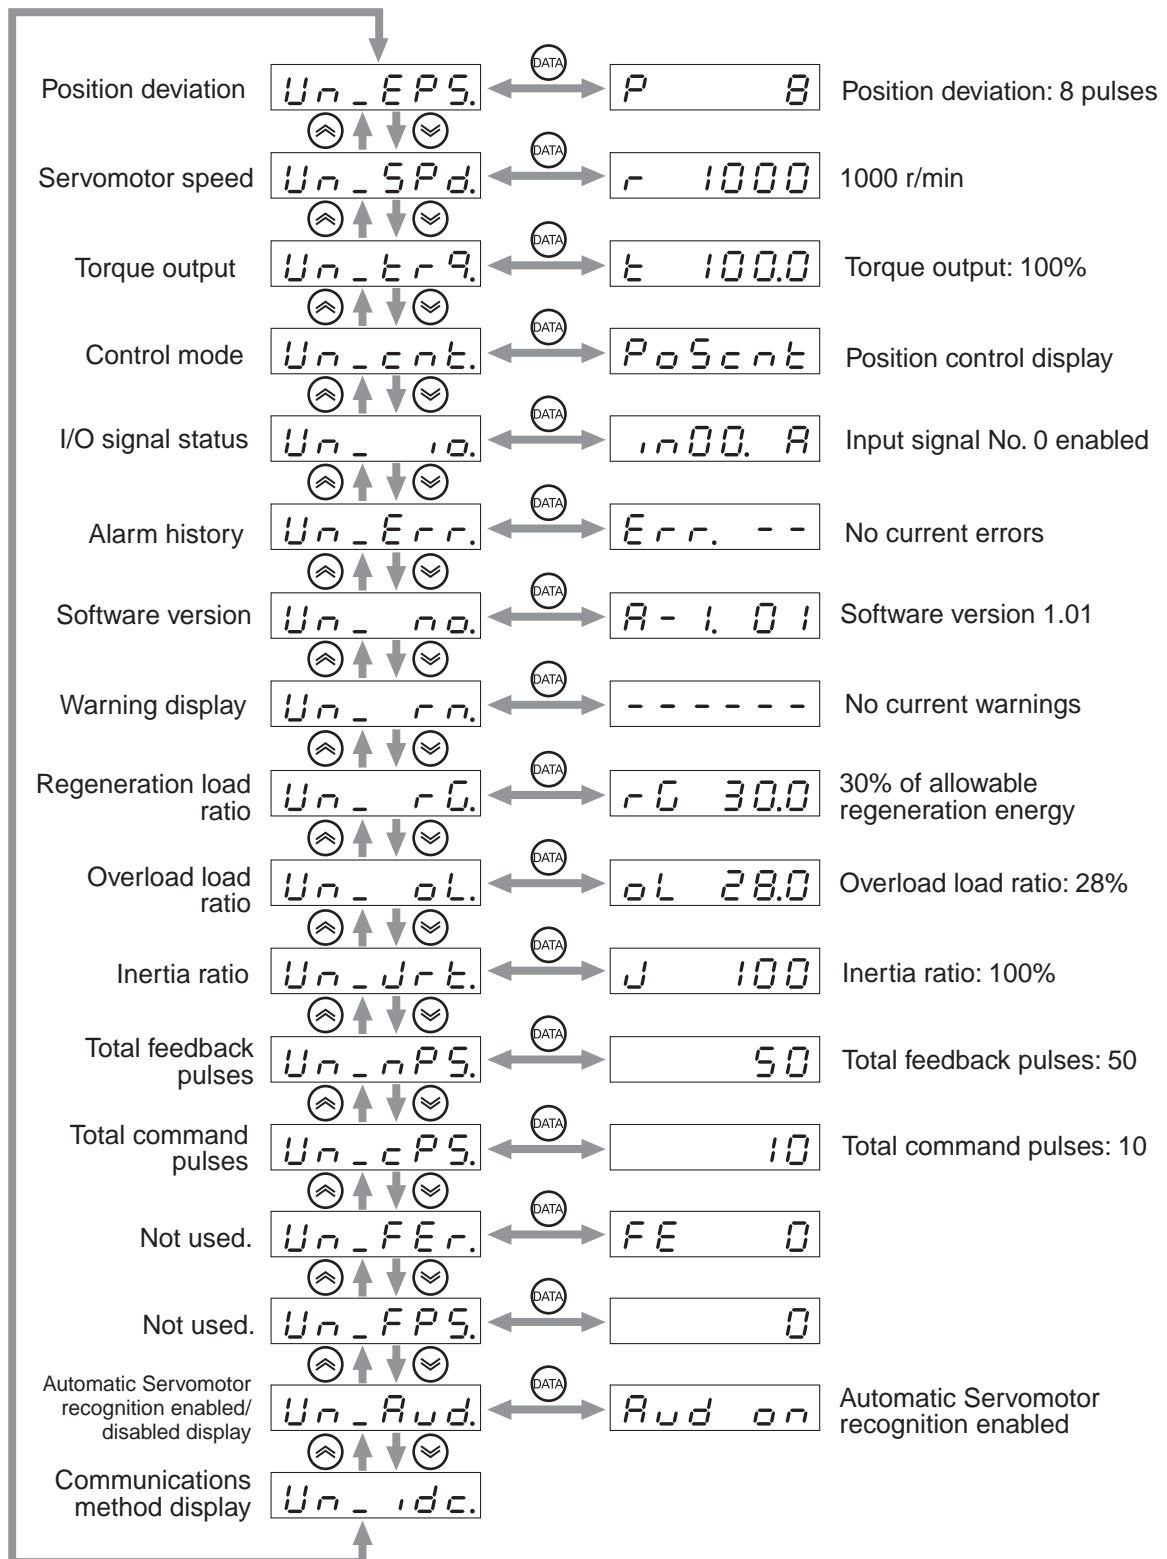 DATA
Position deviation Un_EPS. P 8 Position deviation: 8 pulses
DATA
Servomotor speed Un_SPd. r 1000 1000 r/min
DATA
Torque output Un_trq. t 100.0 Torque output: 100%
DATA
Control mode Un_cnt. PoScnt Position control display
DATA
I/O signal status Un_ io. in00. A Input signal No. 0 enabled
DATA
Alarm history Un_Err. Err. -- No current errors
DATA
Software version Un_ no. A-1. 01 Software version 1.01
DATA
Warning display Un_ rn. ------ No current warnings
DATA
Regeneration load
ratio Un_ rG. rG 30.0 30% of allowable
regeneration energy
DATA
Overload load
ratio Un_ oL. oL 28.0 Overload load ratio: 28%
DATA
Inertia ratio Un_Jrt. J 100 Inertia ratio: 100%
DATA
Total feedback
pulses Un_nPS. 50 Total feedback pulses: 50
DATA
Total command
pulses Un_cPS. 10 Total command pulses: 10
DATA
Not used. Un_FEr. FE 0
DATA
Not used. Un_FPS. 0
DATA
Automatic Servomotor
recognition enabled/
disabled display Un_Aud. Aud on Automatic Servomotor
recognition enabled
Communications
method display Un_ idc.